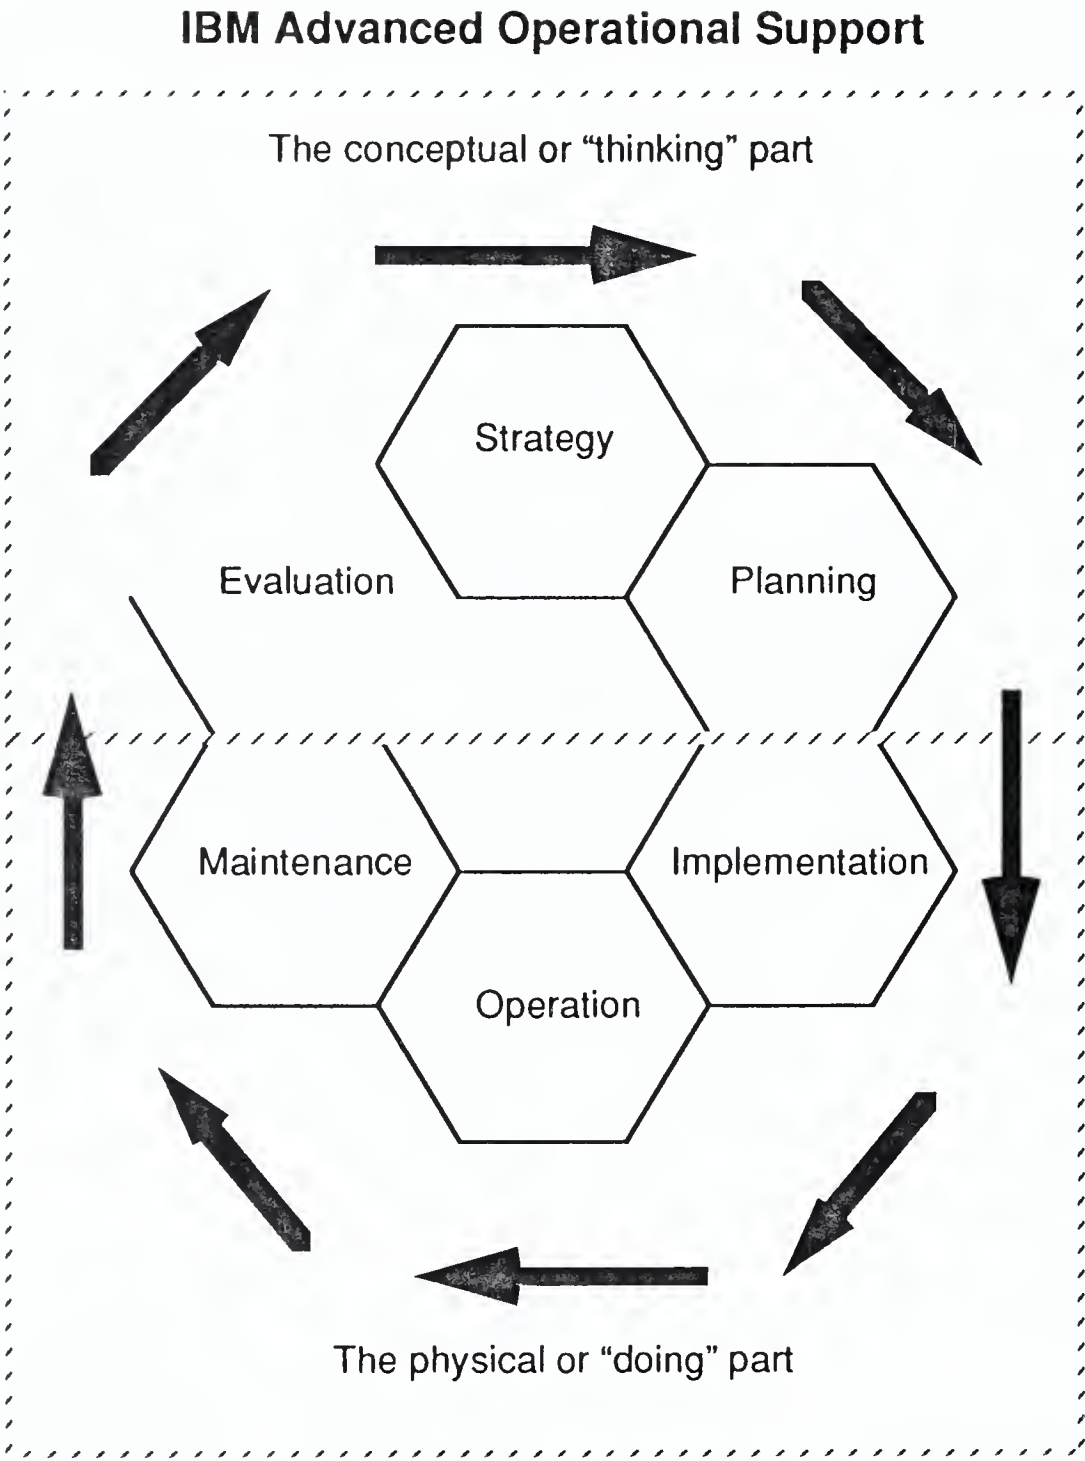 IBM Advanced Operational Support
The conceptual or “thinking” part
Strategy
Evaluation
Planning
Maintenance
Implementation
Operation
The physical or “doing” part